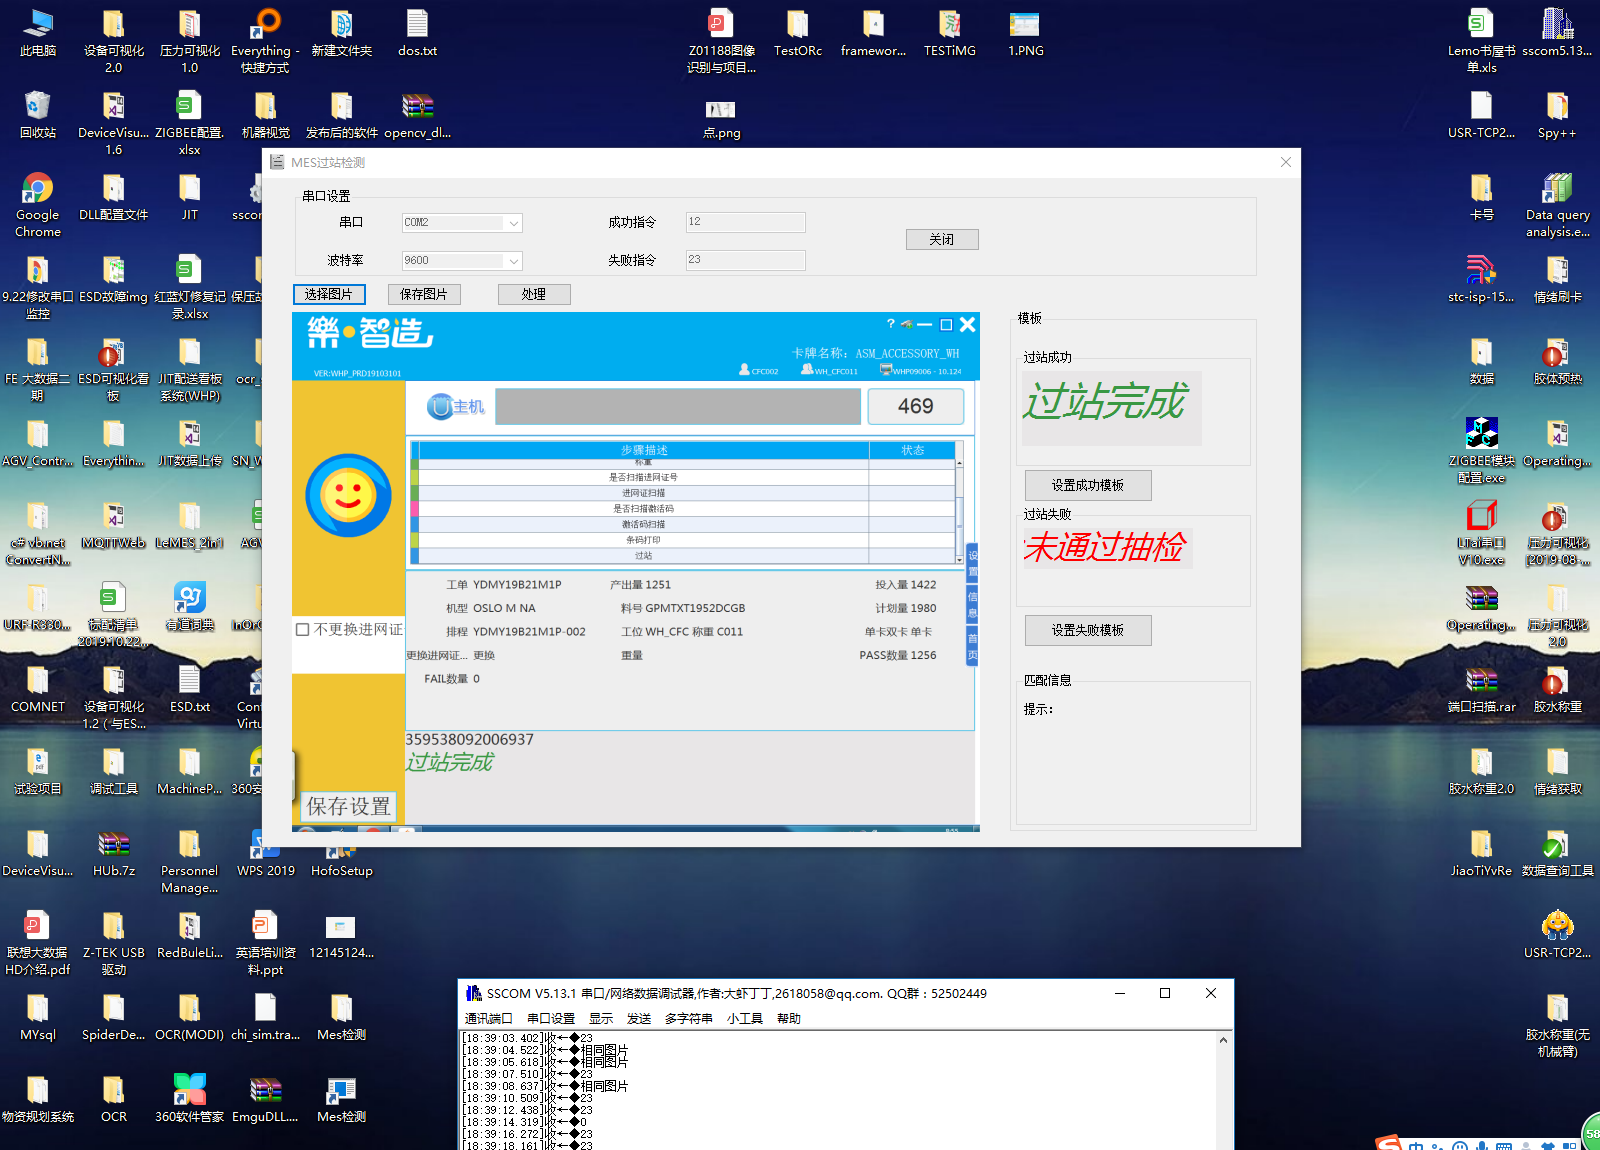 此电脑
设备可视化
2.0
压力可视化
1.0
Everything -
快捷方式
新建文件夹
dos.txt
Z01188图像
识别与项目...
TestORc
framewor...
TESTiMG
1.PNG
Lemo书屋书
单.xls
sscom5.13...
回收站
DeviceVisu...
1.6
ZIGBEE配置.
xlsx
机器视觉
发布后的软件
opencv_dl...
点.png
USR-TCP2...
Spy++
Google
Chrome
DLL配置文件
JIT
sscor
卡号
Data query
analysis.e...
9.22修改串口
监控
ESD故障img
红蓝灯修复记
录.xlsx
保压故
stc-isp-15...
情绪刷卡
FE 大数据二
期
ESD可视化看
板
JIT配送看板
系统(WHP)
ocr_
数据
胶体预热
AGV_Contr...
Everythin...
JIT数据上传
SN_W
ZIGBEE模块
配置.exe
Operating...
c# vb.net
ConvertN...
MQTTWeb
LeMES_2in1
AGV
LTai串口
V10.exe
压力可视化
[2019-08-...
URF-R330...
标配清单
2019.10.22...
有道词典
InOrC
Operating...
压力可视化
2.0
COMNET
设备可视化
1.2（与ES...
ESD.txt
Conf
Virtu
端口扫描.rar
胶水称重
试验项目
调试工具
MachineP...
360安
胶水称重2.0
情绪获取
DeviceVisu...
HUb.7z
Personnel
Manage...
WPS 2019
HofoSetup
JiaoTiYvRe
数据查询工具
联想大数据
HD介绍.pdf
Z-TEK USB
驱动
RedBuleLi...
英语培训资
料.ppt
12145124...
USR-TCP2...
MYsql
SpiderDe...
OCR(MODI)
chi_sim.tra...
Mes检测
胶水称重(无
机械臂)
物资规划系统
OCR
360软件管家
EmguDLL....
Mes检测
MES过站检测
串口设置
串口
COM2
成功指令
12
关闭
波特率
9600
失败指令
23
选择图片
保存图片
处理
樂·智造
VER:WHP_PRD19103101
卡牌名称：ASM_ACCESSORY_WH
CFC002
WH_CFC011
WHP09006 - 10.124
主机
469
步骤描述
状态
称重
是否扫描进网证号
进网证扫描
是否扫描激活码
激活码扫描
条码打印
过站
设置
信息
首页
工单 YDMY19B21M1P
产出量 1251
投入量 1422
机型 OSLO M NA
料号 GPMTXT1952DCGB
计划量 1980
排程 YDMY19B21M1P-002
工位 WH_CFC 称重 C011
单卡双卡 单卡
更换进网证... 更换
重量
PASS数量 1256
FAIL数量 0
不更换进网证
359538092006937
过站完成
保存设置
模板
过站成功
过站完成
设置成功模板
过站失败
未通过抽检
设置失败模板
匹配信息
提示：
SSCOM V5.13.1 串口/网络数据调试器,作者:大虾丁丁,2618058@qq.com. QQ群：52502449
通讯端口 串口设置 显示 发送 多字符串 小工具 帮助
[18:39:03.402]收←◆23
[18:39:04.522]收←◆相同图片
[18:39:05.618]收←◆相同图片
[18:39:07.510]收←◆23
[18:39:08.637]收←◆相同图片
[18:39:10.509]收←◆23
[18:39:12.438]收←◆23
[18:39:14.319]收←◆0
[18:39:16.272]收←◆23
[18:39:18.161]收←◆23
中
58